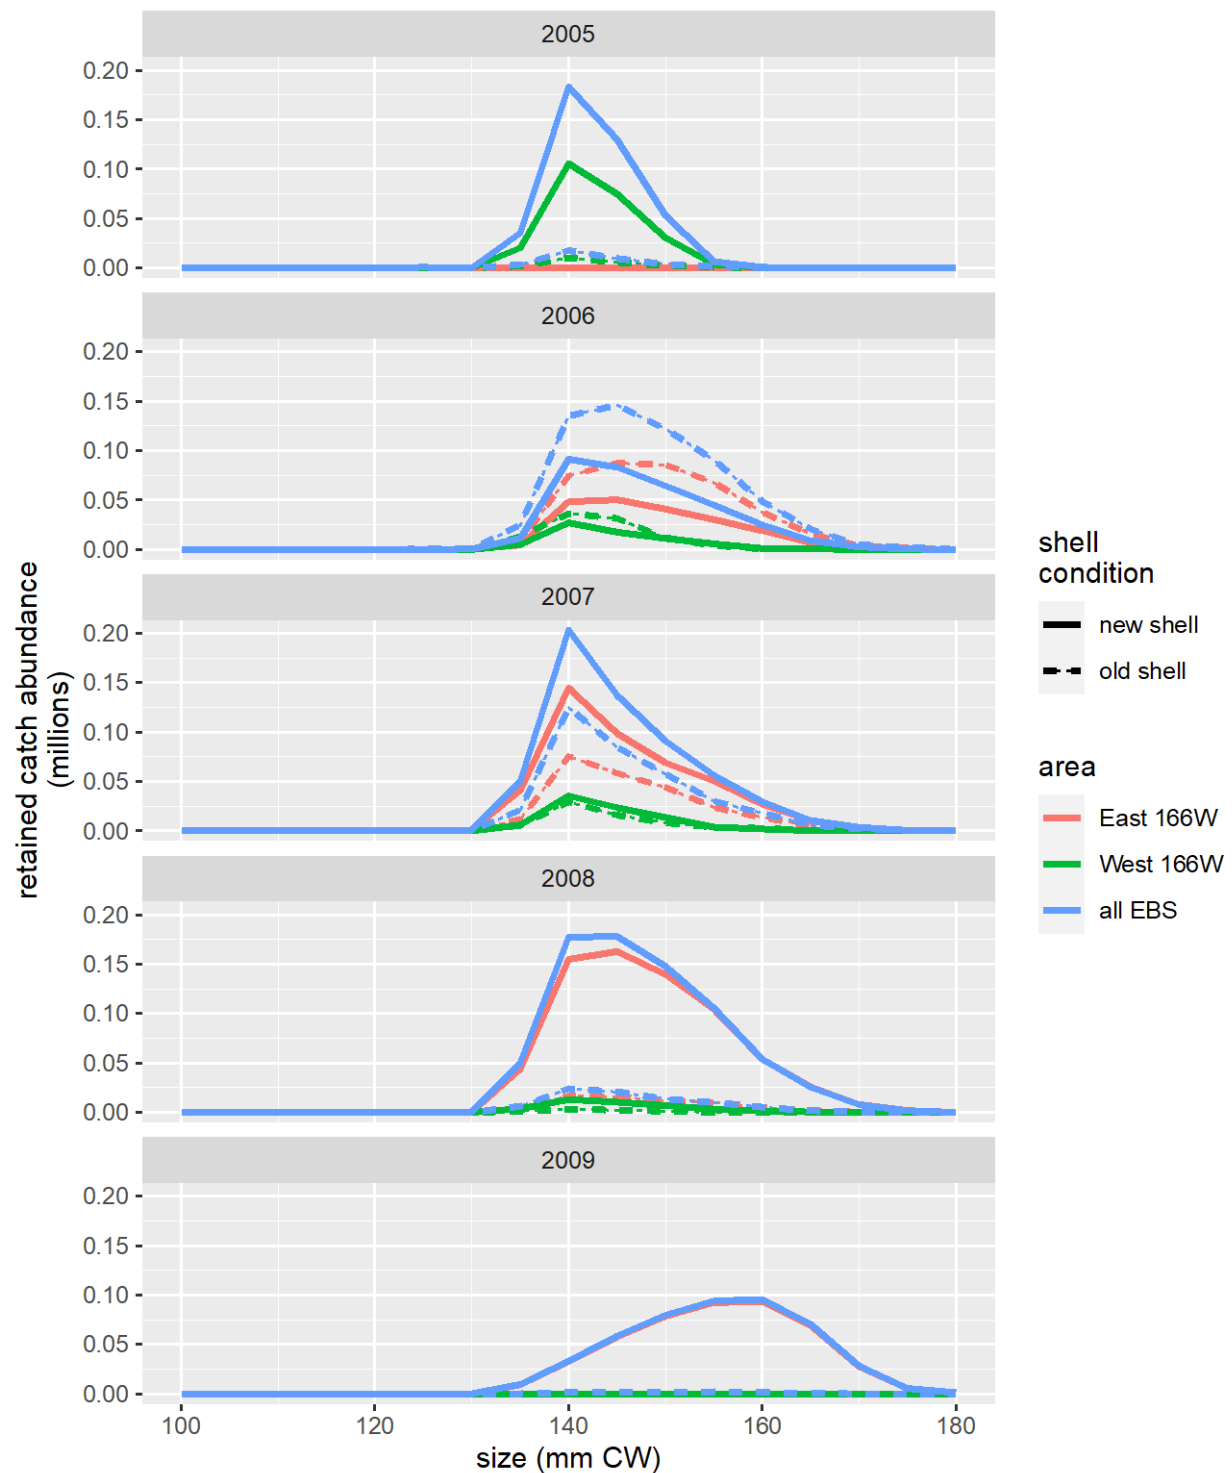 2005
0.20
0.15
0.10
0.05
0.00
2006
0.20
0.15
0.10
0.05
0.00
2007
0.20
0.15
0.10
0.05
0.00
2008
0.20
0.15
0.10
0.05
0.00
2009
0.20
0.15
0.10
0.05
0.00
100 120 140 160 180
size (mm CW)
retained catch abundance
(millions)
shell
condition
new shell
old shell
area
East 166W
West 166W
all EBS